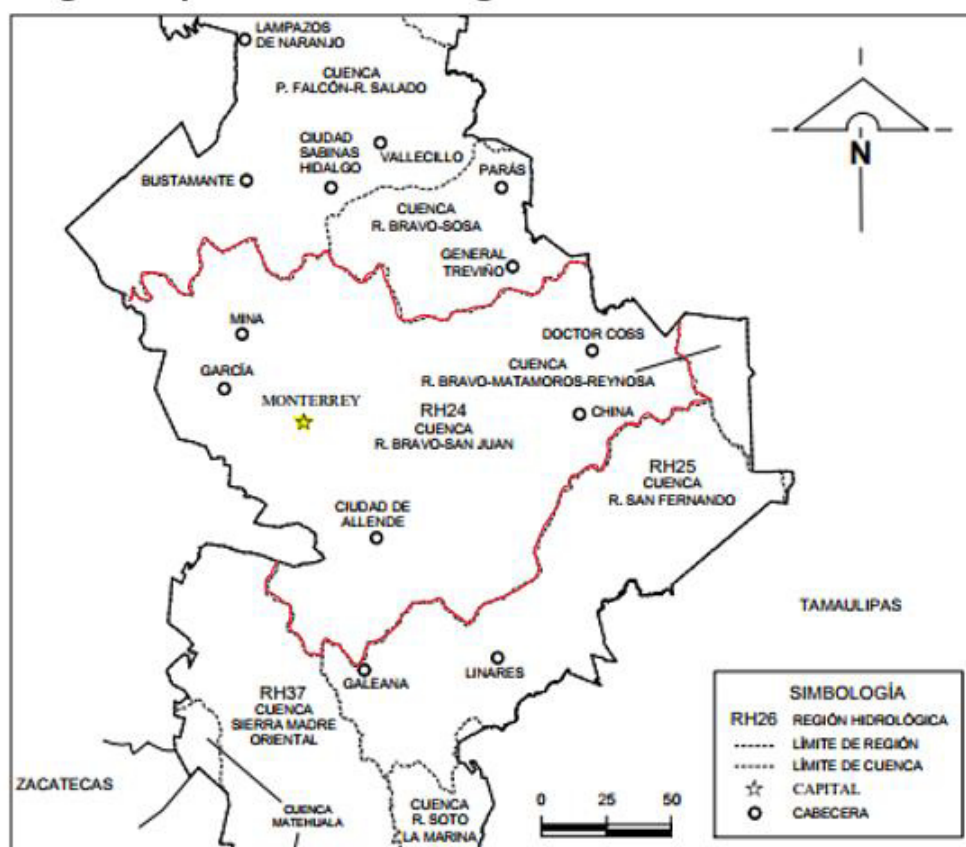 LAMPAZOS
DE NARANJO
CUENCA
P. FALCÓN-R. SALADO
CIUDAD
SABINAS
HIDALGO
VALLECILLO
BUSTAMANTE
PARÁS
CUENCA
R. BRAVO-SOSA
GENERAL
TREVIÑO
N
MINA
DOCTOR COSS
GARCÍA
CUENCA
R. BRAVO-MATAMOROS-REYNOSA
MONTERREY
RH24
CUENCA
R. BRAVO-SAN JUAN
CHINA
RH25
CUENCA
R. SAN FERNANDO
CIUDAD DE
ALLENDE
TAMAULIPAS
GALEANA
LINARES
RH37
CUENCA
SIERRA MADRE
ORIENTAL
ZACATECAS
CUENCA
MATEHUALA
CUENCA
R. SOTO
LA MARINA
0 25 50
SIMBOLOGÍA
RH26 REGIÓN HIDROLÓGICA
LÍMITE DE REGIÓN
LÍMITE DE CUENCA
CAPITAL
CABECERA